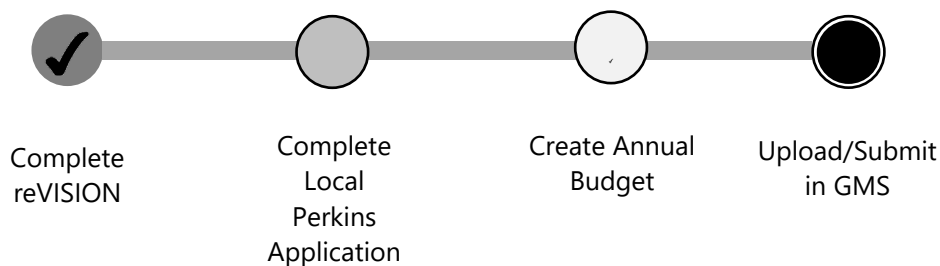 Complete
reVISION
Complete
Local
Perkins
Application
Create Annual
Budget
Upload/Submit
in GMS